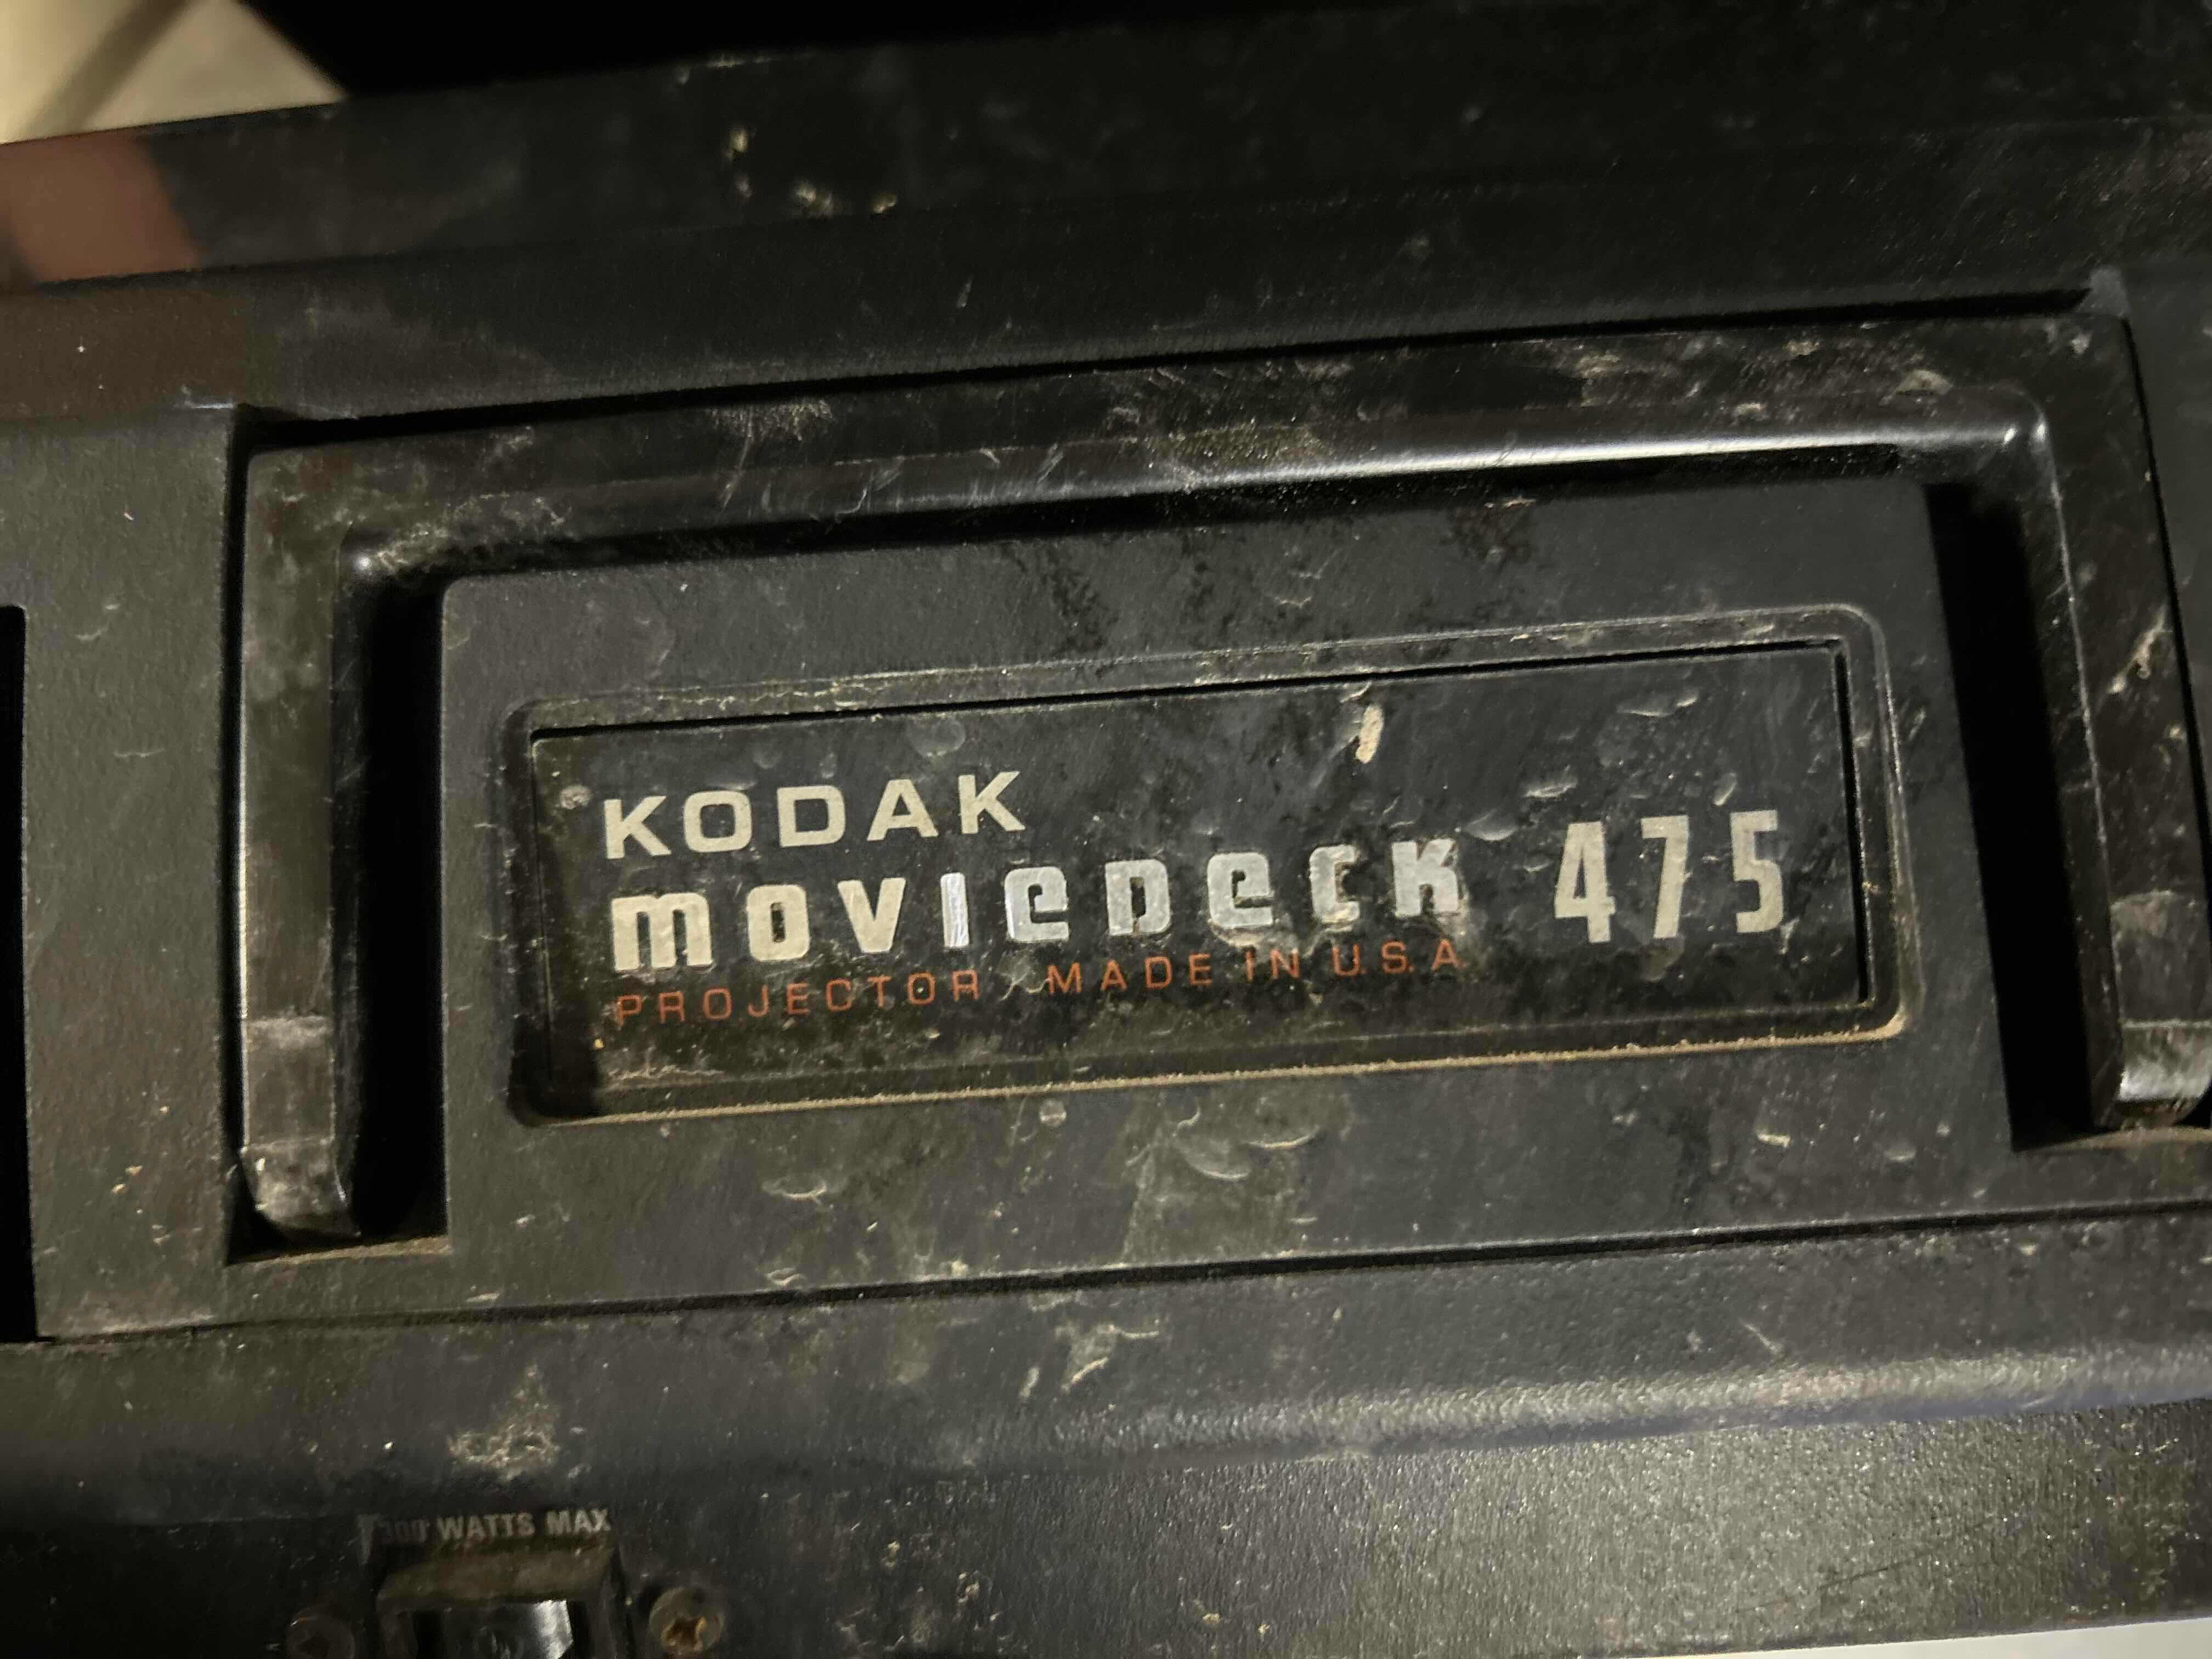 KODAK
moviedeck 475
PROJECTOR MADE IN U.S.A
WATTS MAX